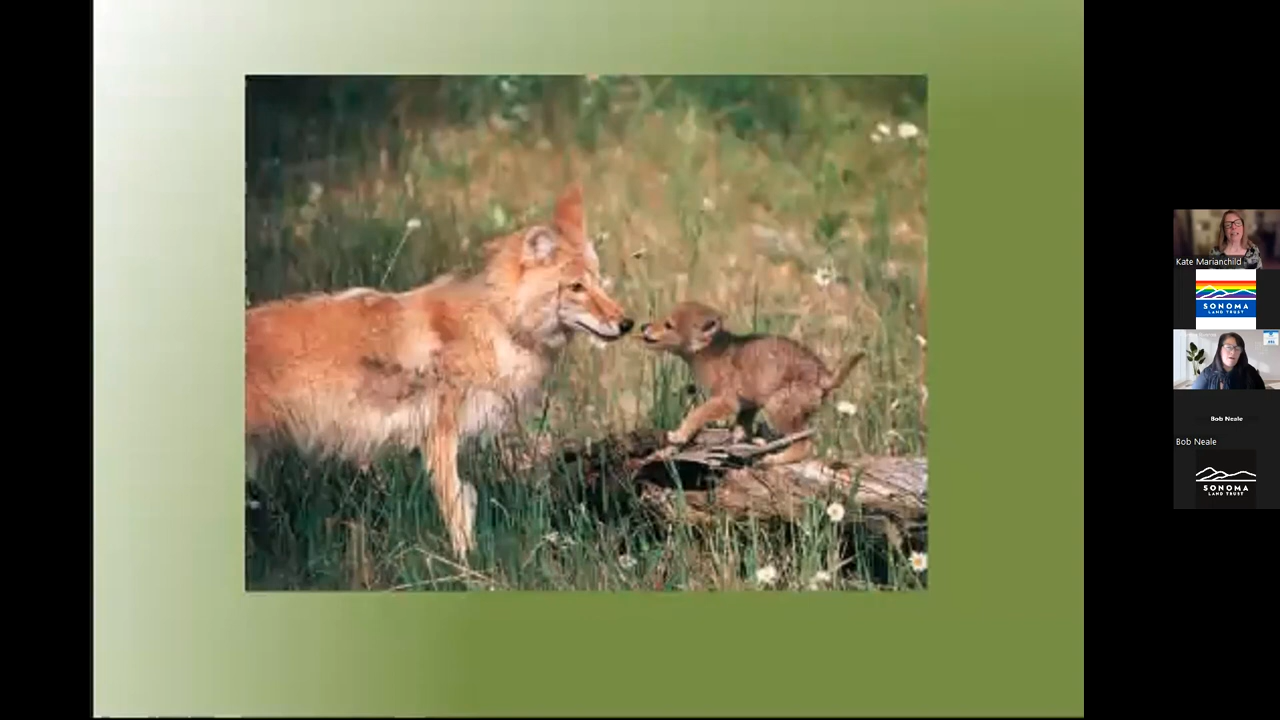 Kate Marianchild
SONOMA
LAND TRUST
Bob Neale
Bob Neale
SONOMA
LAND TRUST